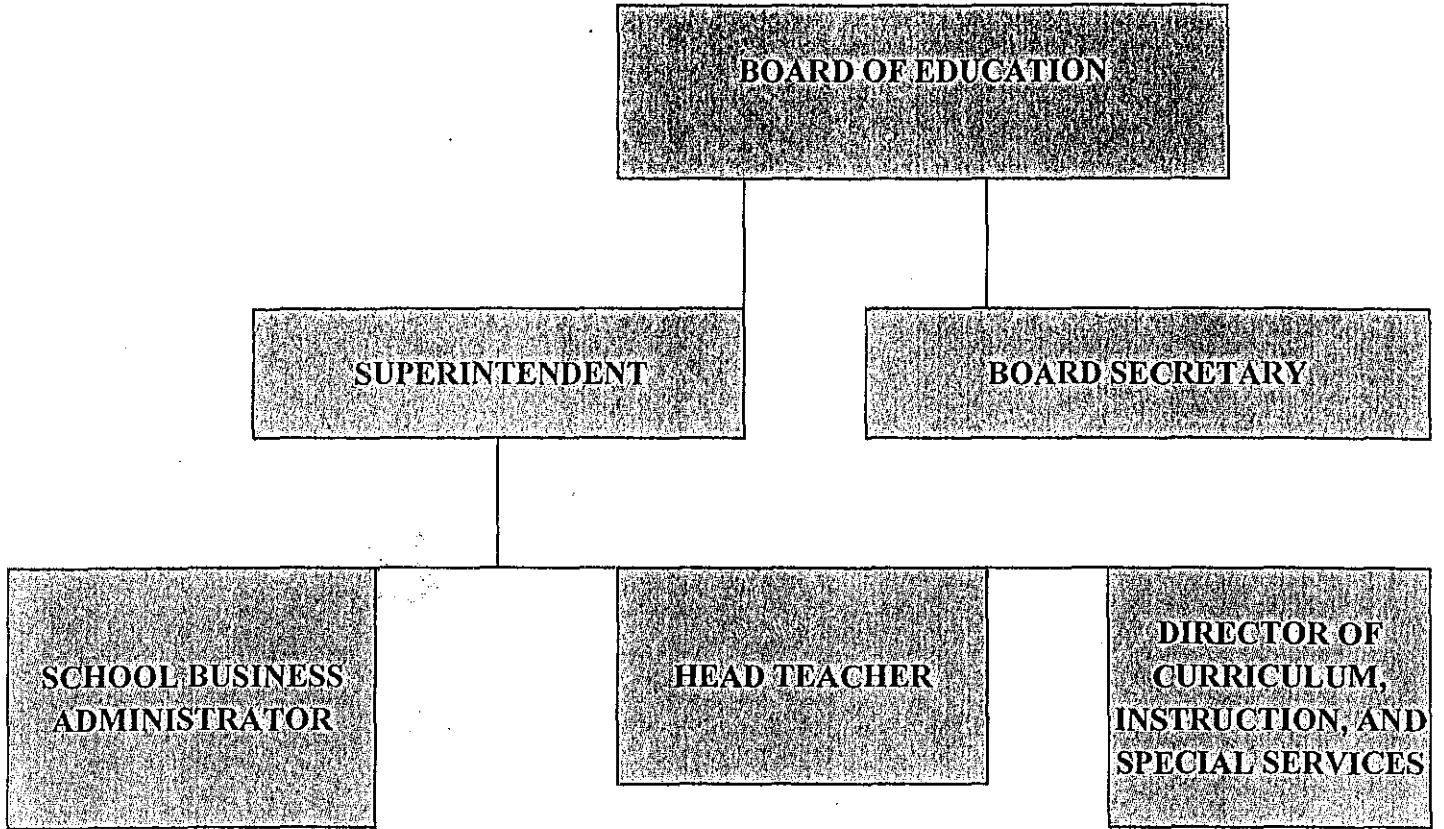 BOARD OF EDUCATION
SUPERINTENDENT
BOARD SECRETARY
SCHOOL BUSINESS
ADMINISTRATOR
HEAD TEACHER
DIRECTOR OF
CURRICULUM,
INSTRUCTION, AND
SPECIAL SERVICES